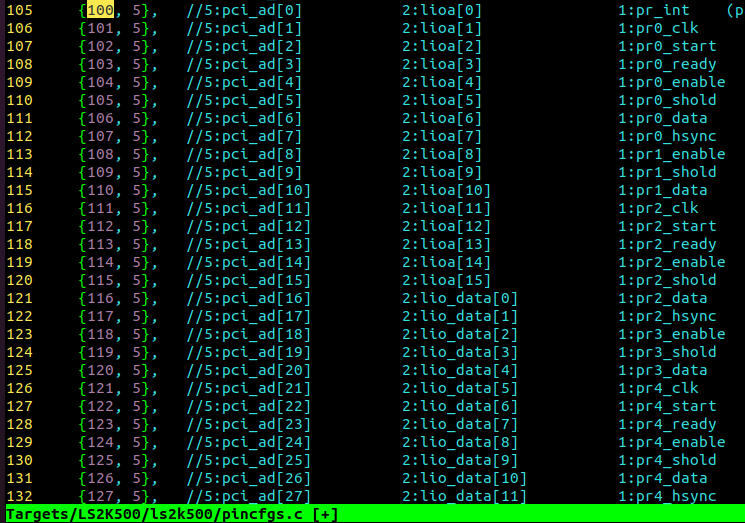 105 {100, 5}, //5:pci_ad[0] 2:lioa[0] 1:pr_int (p
106 {101, 5}, //5:pci_ad[1] 2:lioa[1] 1:pr0_clk
107 {102, 5}, //5:pci_ad[2] 2:lioa[2] 1:pr0_start
108 {103, 5}, //5:pci_ad[3] 2:lioa[3] 1:pr0_ready
109 {104, 5}, //5:pci_ad[4] 2:lioa[4] 1:pr0_enable
110 {105, 5}, //5:pci_ad[5] 2:lioa[5] 1:pr0_shold
111 {106, 5}, //5:pci_ad[6] 2:lioa[6] 1:pr0_data
112 {107, 5}, //5:pci_ad[7] 2:lioa[7] 1:pr0_hsync
113 {108, 5}, //5:pci_ad[8] 2:lioa[8] 1:pr1_enable
114 {109, 5}, //5:pci_ad[9] 2:lioa[9] 1:pr1_shold
115 {110, 5}, //5:pci_ad[10] 2:lioa[10] 1:pr1_data
116 {111, 5}, //5:pci_ad[11] 2:lioa[11] 1:pr2_clk
117 {112, 5}, //5:pci_ad[12] 2:lioa[12] 1:pr2_start
118 {113, 5}, //5:pci_ad[13] 2:lioa[13] 1:pr2_ready
119 {114, 5}, //5:pci_ad[14] 2:lioa[14] 1:pr2_enable
120 {115, 5}, //5:pci_ad[15] 2:lioa[15] 1:pr2_shold
121 {116, 5}, //5:pci_ad[16] 2:lio_data[0] 1:pr2_data
122 {117, 5}, //5:pci_ad[17] 2:lio_data[1] 1:pr2_hsync
123 {118, 5}, //5:pci_ad[18] 2:lio_data[2] 1:pr3_enable
124 {119, 5}, //5:pci_ad[19] 2:lio_data[3] 1:pr3_shold
125 {120, 5}, //5:pci_ad[20] 2:lio_data[4] 1:pr3_data
126 {121, 5}, //5:pci_ad[21] 2:lio_data[5] 1:pr4_clk
127 {122, 5}, //5:pci_ad[22] 2:lio_data[6] 1:pr4_start
128 {123, 5}, //5:pci_ad[23] 2:lio_data[7] 1:pr4_ready
129 {124, 5}, //5:pci_ad[24] 2:lio_data[8] 1:pr4_enable
130 {125, 5}, //5:pci_ad[25] 2:lio_data[9] 1:pr4_shold
131 {126, 5}, //5:pci_ad[26] 2:lio_data[10] 1:pr4_data
132 {127, 5}, //5:pci_ad[27] 2:lio_data[11] 1:pr4_hsync
Targets/LS2K500/ls2k500/pincfgs.c [+]